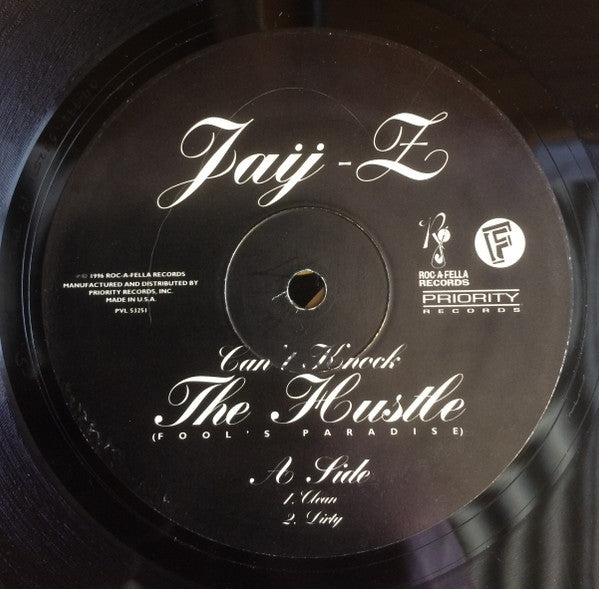 Jaÿ-Z
℗© 1996 ROC-A-FELLA RECORDS
MANUFACTURED AND DISTRIBUTED BY
PRIORITY RECORDS, INC.
MADE IN U.S.A.
PVL 53251
ROC-A-FELLA
RECORDS
PRIORITY
RECORDS
Can't Knock
The Hustle
(FOOL'S PARADISE)
A Side
1. Clean
2. Dirty